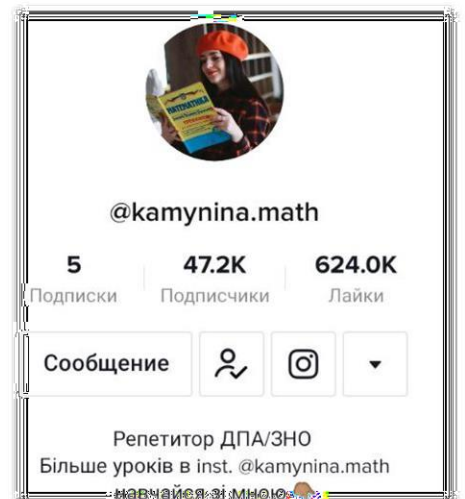 МАТЕМАТИКА
@kamynina.math
5 47.2K 624.0K
Подписки Подписчики Лайки
Сообщение
Репетитор ДПА/ЗНО
Більше уроків в inst. @kamynina.math
навчайся зі мною